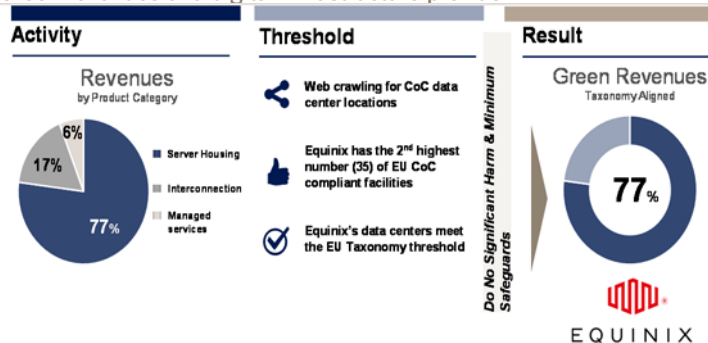 Activity
Threshold
Result
Revenues
by Product Category
6%
17%
77%
Server Housing
Interconnection
Managed
services
Web crawling for CoC data
center locations
Equinix has the 2nd highest
number (35) of EU CoC
compliant facilities
Equinix's data centers meet
the EU Taxonomy threshold
Do No Significant Harm & Minimum
Safeguards
Green Revenues
Taxonomy Aligned
77%
EQUINIX